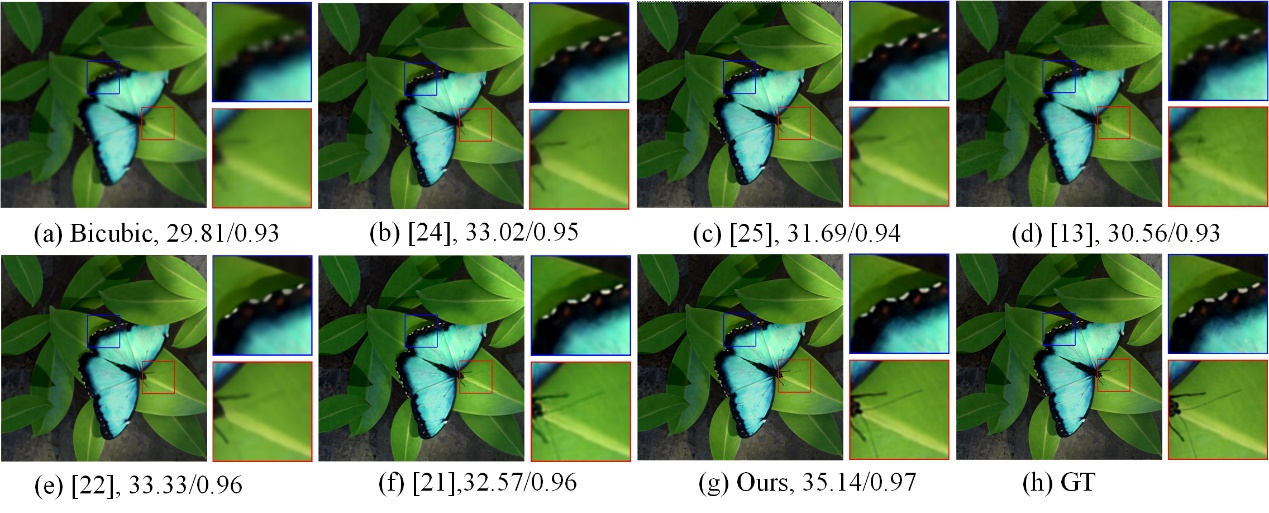 (a) Bicubic, 29.81/0.93
(b) [24], 33.02/0.95
(c) [25], 31.69/0.94
(d) [13], 30.56/0.93
(e) [22], 33.33/0.96
(f) [21],32.57/0.96
(g) Ours, 35.14/0.97
(h) GT